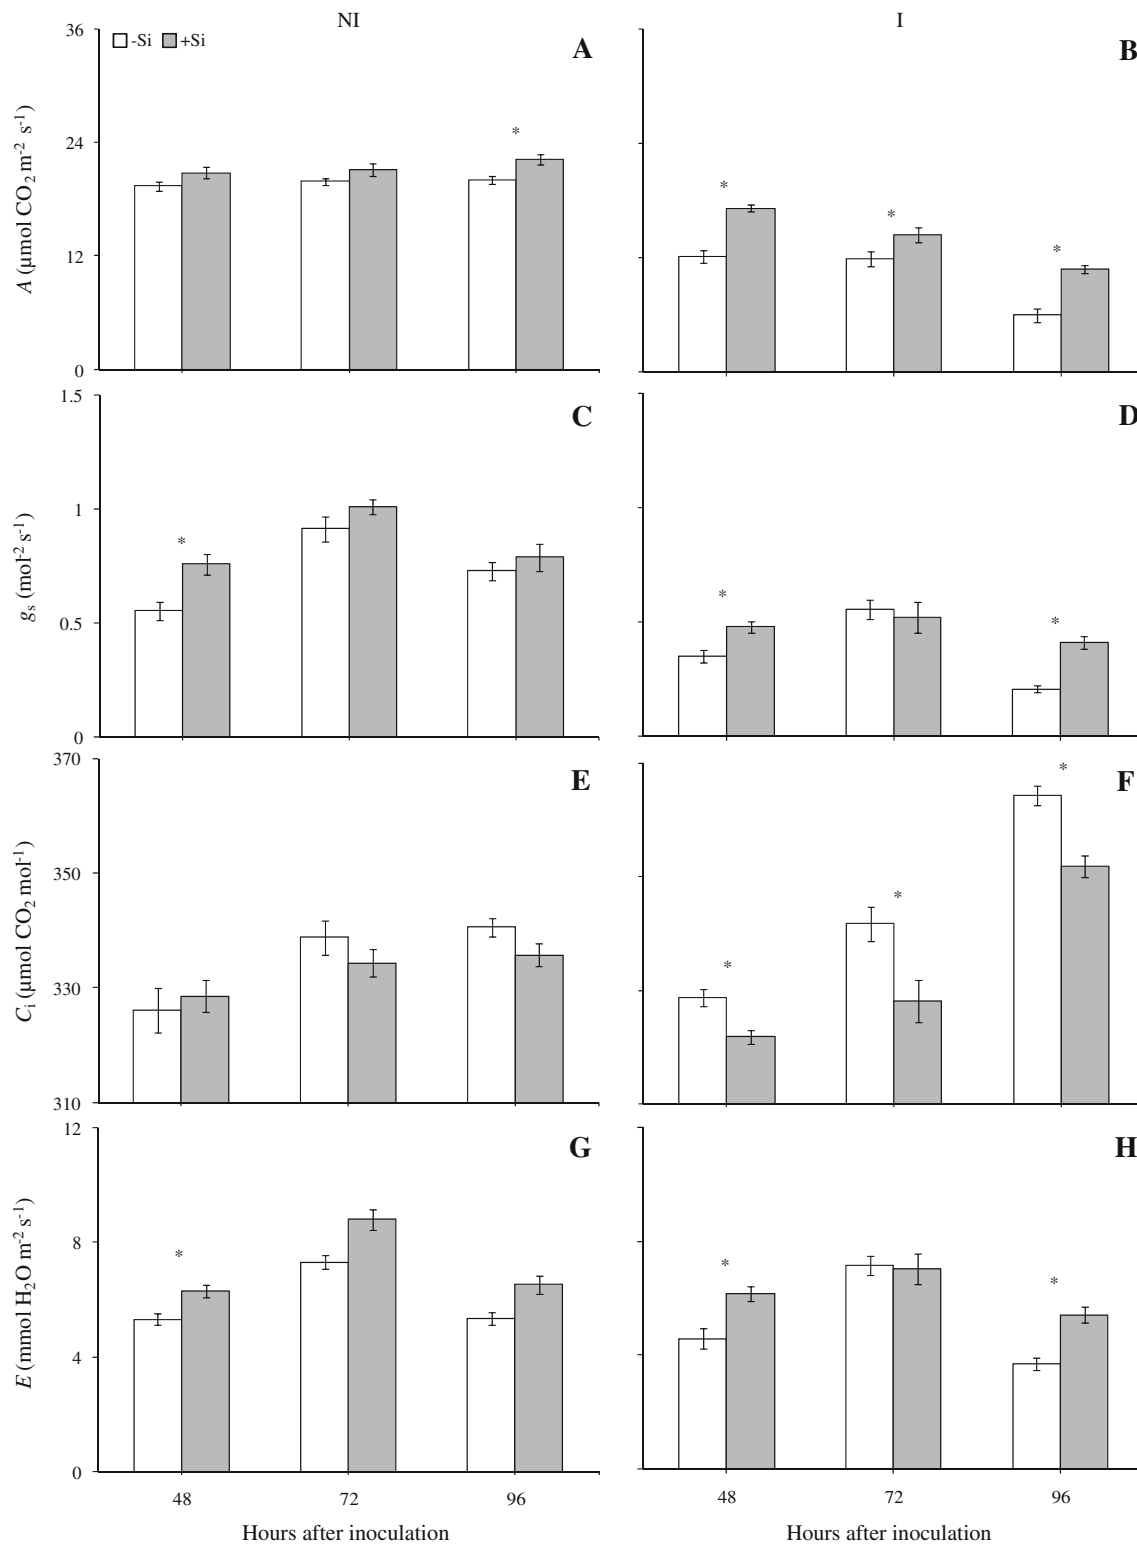 NI
I
-Si +Si
A
B
36
24
12
0
A (µmol CO2 m-2 s-1)
*
* * *
C
D
1.5
1
0.5
0
gs (mol-2 s-1)
*
* *
E
F
370
350
330
310
Ci (µmol CO2 mol-1)
* * *
G
H
12
8
4
0
E (mmol H2O m-2 s-1)
*
* *
48 72 96
48 72 96
Hours after inoculation
Hours after inoculation